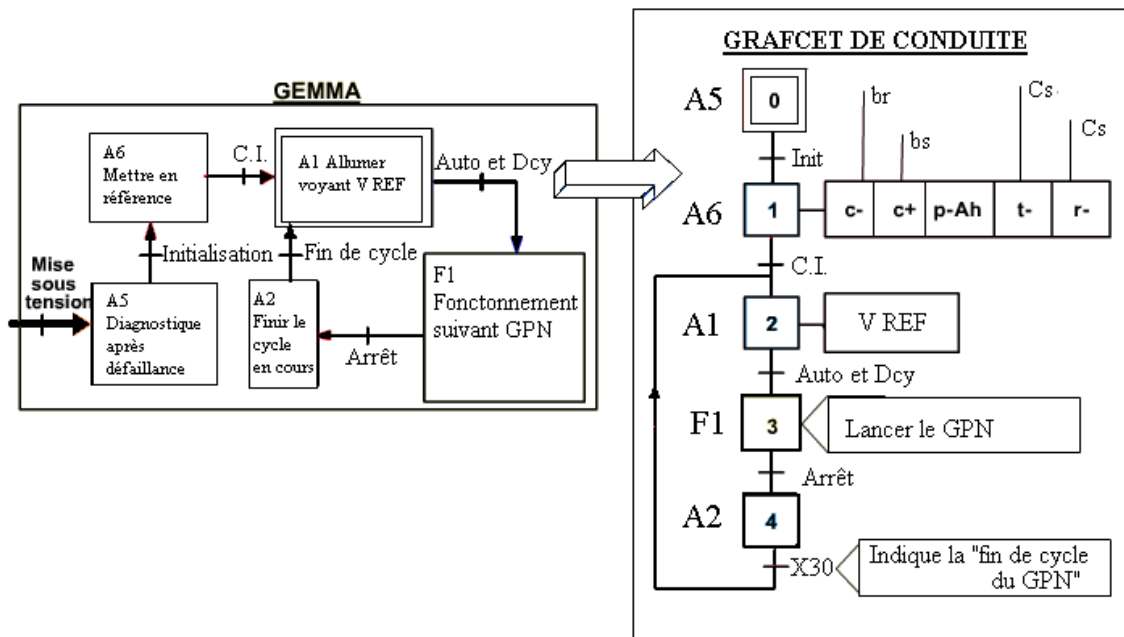 GEMMA
A6
Mettre en
référence
C.I.
A1 Allumer
voyant V REF
Auto et Dcy
Initialisation
Fin de cycle
Mise
sous
tension
A5
Diagnostique
après
défaillance
A2
Finir le
cycle
en cours
Arrêt
F1
Fonctonnement
suivant GPN
GRAFCET DE CONDUITE
A5
0
Init
br
bs
Cs
Cs
A6
1
c-
c+
p-Ah
t-
r-
C.I.
A1
2
V REF
Auto et Dcy
F1
3
Lancer le GPN
Arrêt
A2
4
X30
Indique la "fin de cycle
du GPN"